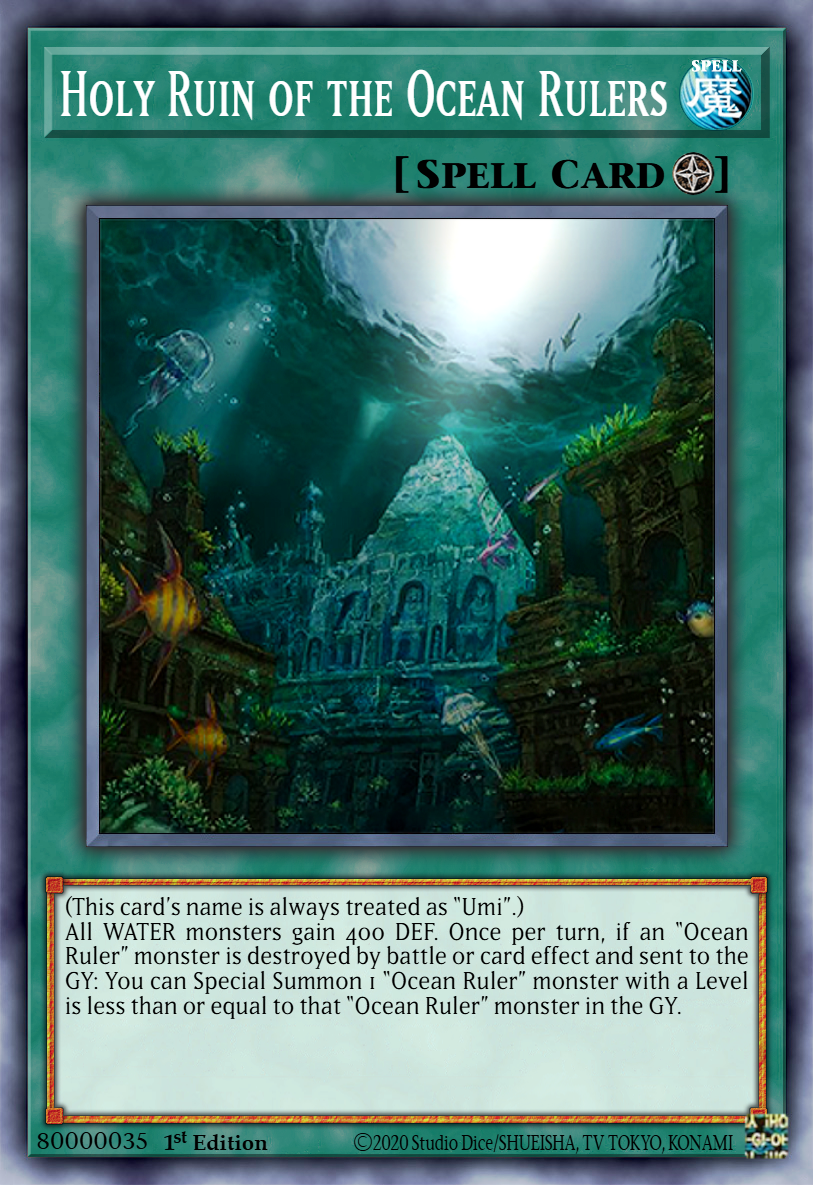 Holy Ruin of the Ocean Rulers
SPELL
魔
[Spell Card]
(This card's name is always treated as "Umi".)
All WATER monsters gain 400 DEF. Once per turn, if an "Ocean
Ruler" monster is destroyed by battle or card effect and sent to the
GY: You can Special Summon 1 "Ocean Ruler" monster with a Level
is less than or equal to that "Ocean Ruler" monster in the GY.
80000035 1st Edition ©2020 Studio Dice/SHUEISHA, TV TOKYO, KONAMI